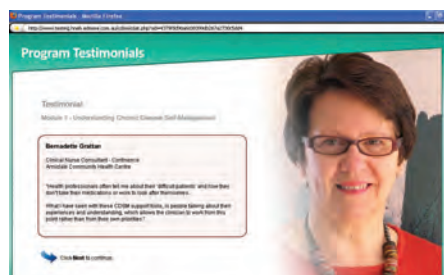 Program Testimonials - Mozilla Firefox
Program Testimonials
Testimonial
Module 1 - Understanding Chronic Disease Self-Management
Bernadette Grattan
Clinical Nurse Consultant - Continence
Armidale Community Health Centre
"Health professionals often tell me about their 'difficult patients' and how they
don't take their medications or work to look after themselves.
What I have seen with these CDSM support tools, is people talking about their
experiences and understanding, which allows the clinician to work from this
point rather than from their own priorities."
Click Next to continue.